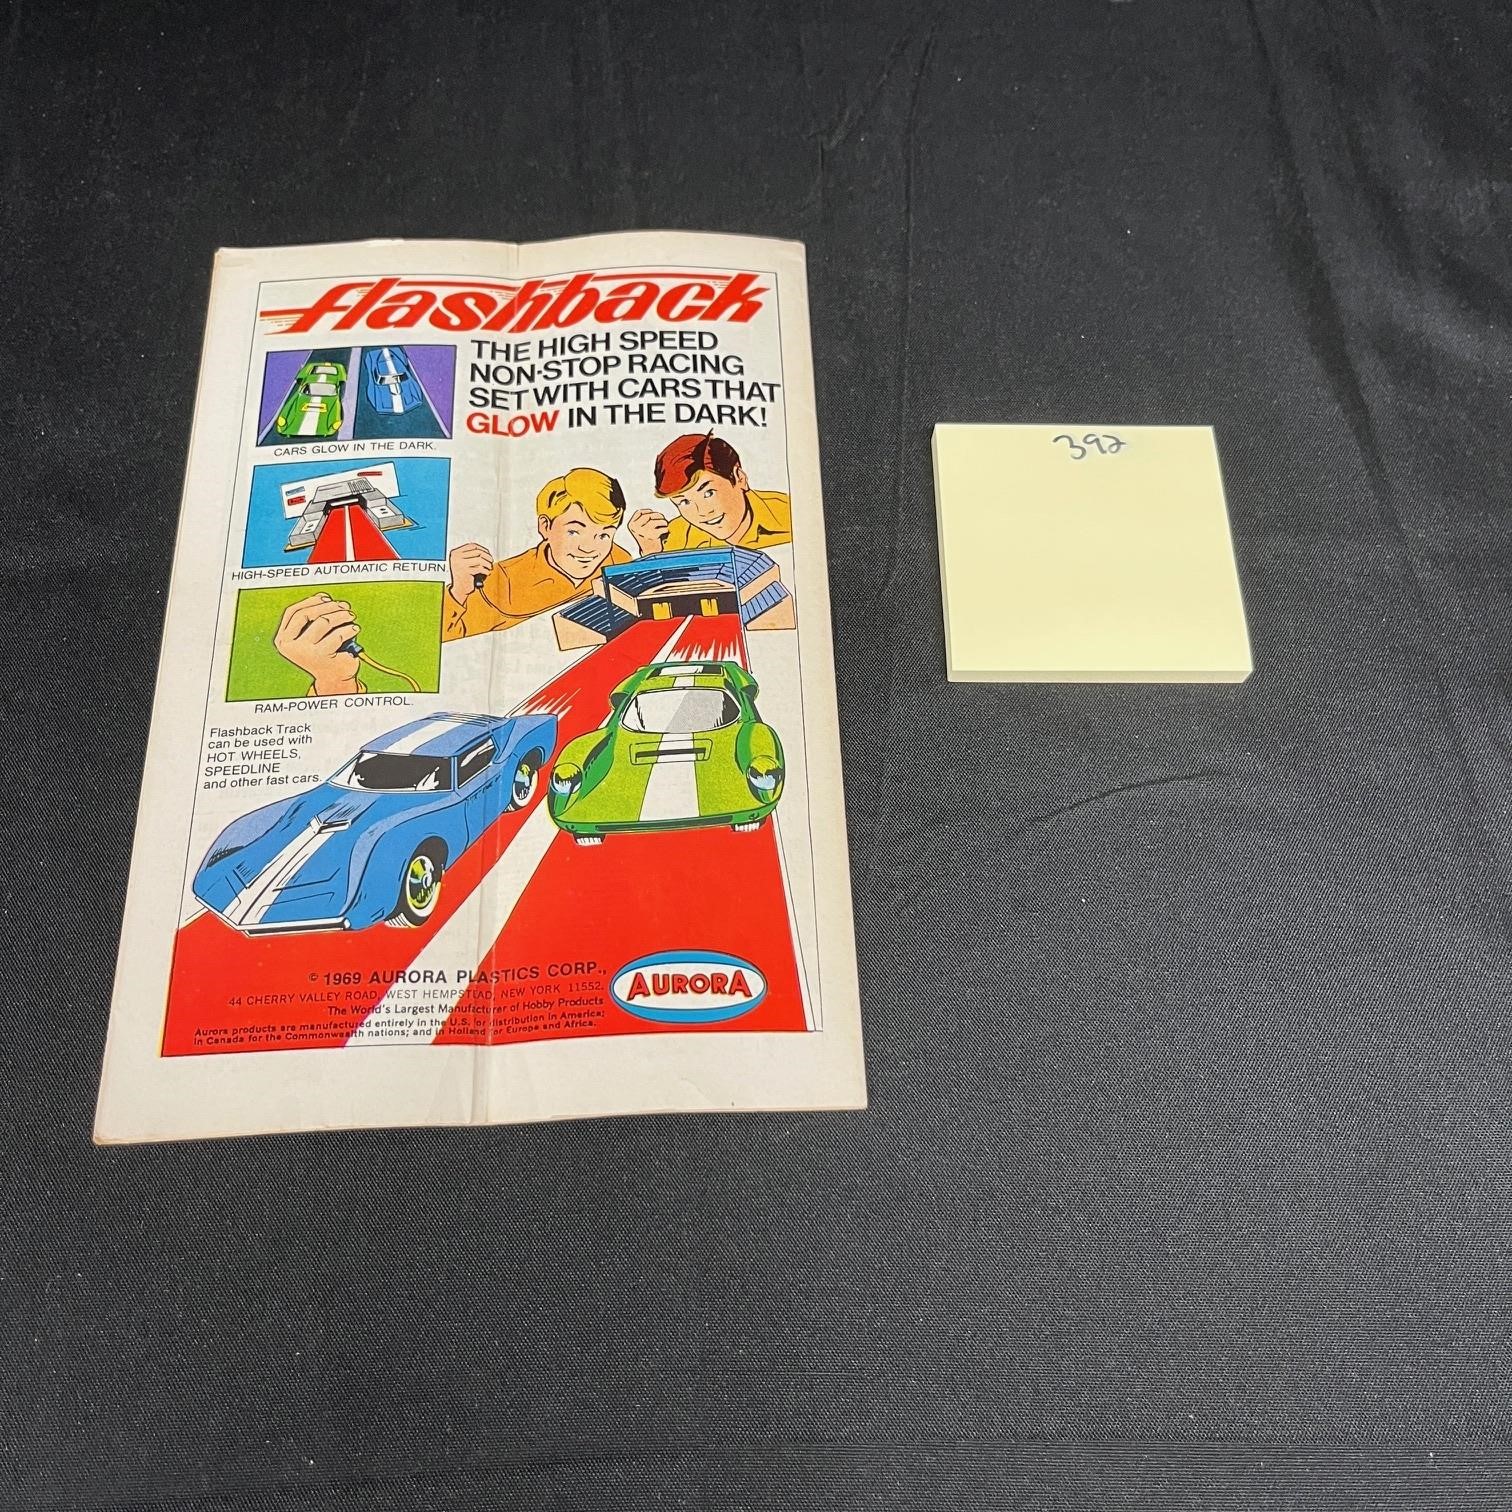 flashback
THE HIGH SPEED
NON-STOP RACING
SET WITH CARS THAT
GLOW IN THE DARK!
CARS GLOW IN THE DARK.
HIGH-SPEED AUTOMATIC RETURN.
RAM-POWER CONTROL.
Flashback Track
can be used with
HOT WHEELS,
SPEEDLINE
and other fast cars.
© 1969 AURORA PLASTICS CORP.,
44 CHERRY VALLEY ROAD, WEST HEMPSTEAD, NEW YORK 11552.
The World's Largest Manufacturer of Hobby Products
Aurora products are manufactured entirely in the U.S. for distribution in America;
in Canada for the Commonwealth nations; and in Holland for Europe and Africa.
AURORA
392